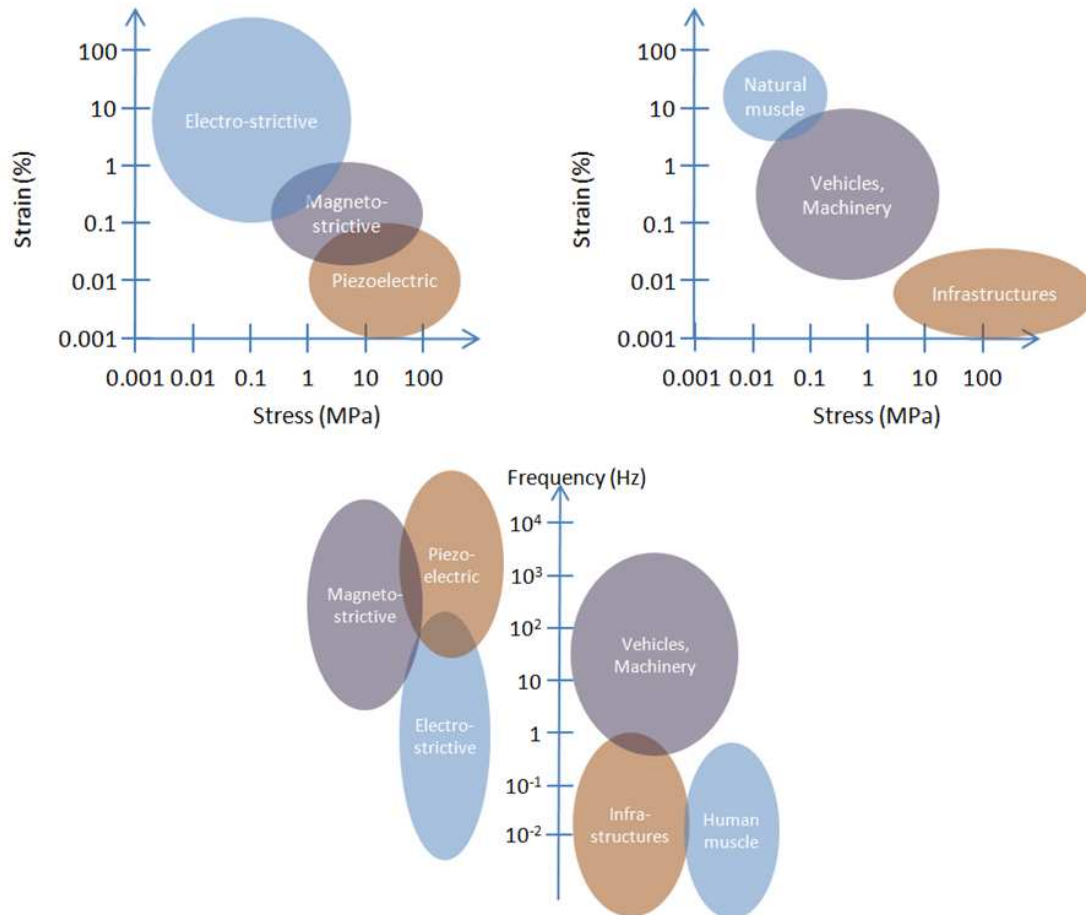 100
10
1
0.1
0.01
0.001
Strain (%)
0.001 0.01 0.1 1 10 100
Stress (MPa)
Electro-strictive
Magneto-
strictive
Piezoelectric
100
10
1
0.1
0.01
0.001
Strain (%)
0.001 0.01 0.1 1 10 100
Stress (MPa)
Natural
muscle
Vehicles,
Machinery
Infrastructures
Frequency (Hz)
10⁴
10³
10²
10
1
10⁻¹
10⁻²
Piezo-
electric
Magneto-
strictive
Electro-
strictive
Vehicles,
Machinery
Infra-
structures
Human
muscle